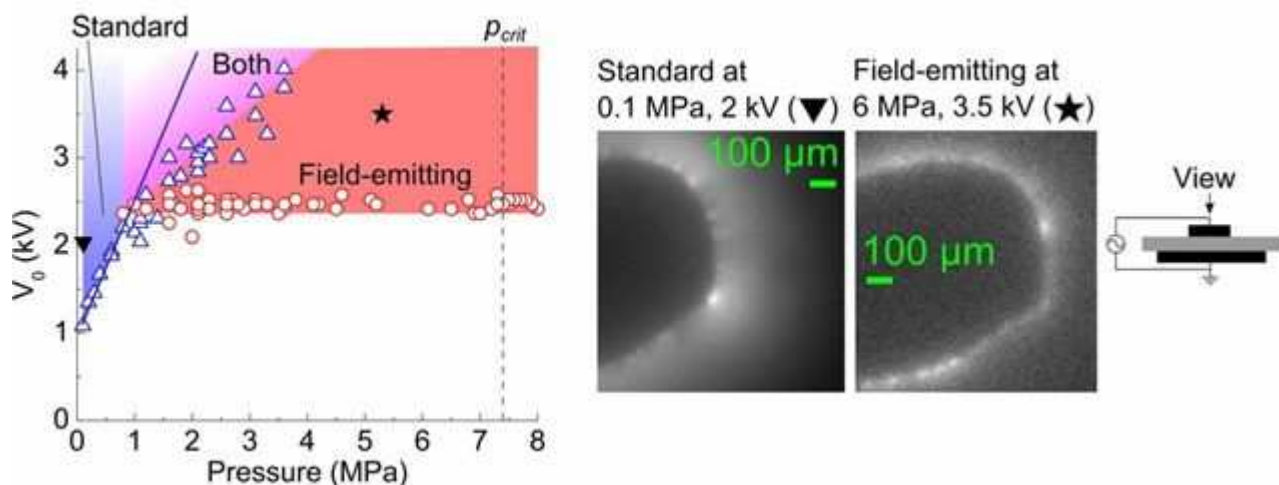 Standard
p_crit
Both
Field-emitting
4
3
2
1
0
V_0 (kV)
0 1 2 3 4 5 6 7 8
Pressure (MPa)
Standard at
0.1 MPa, 2 kV (▼)
100 µm
Field-emitting at
6 MPa, 3.5 kV (★)
100 µm
View